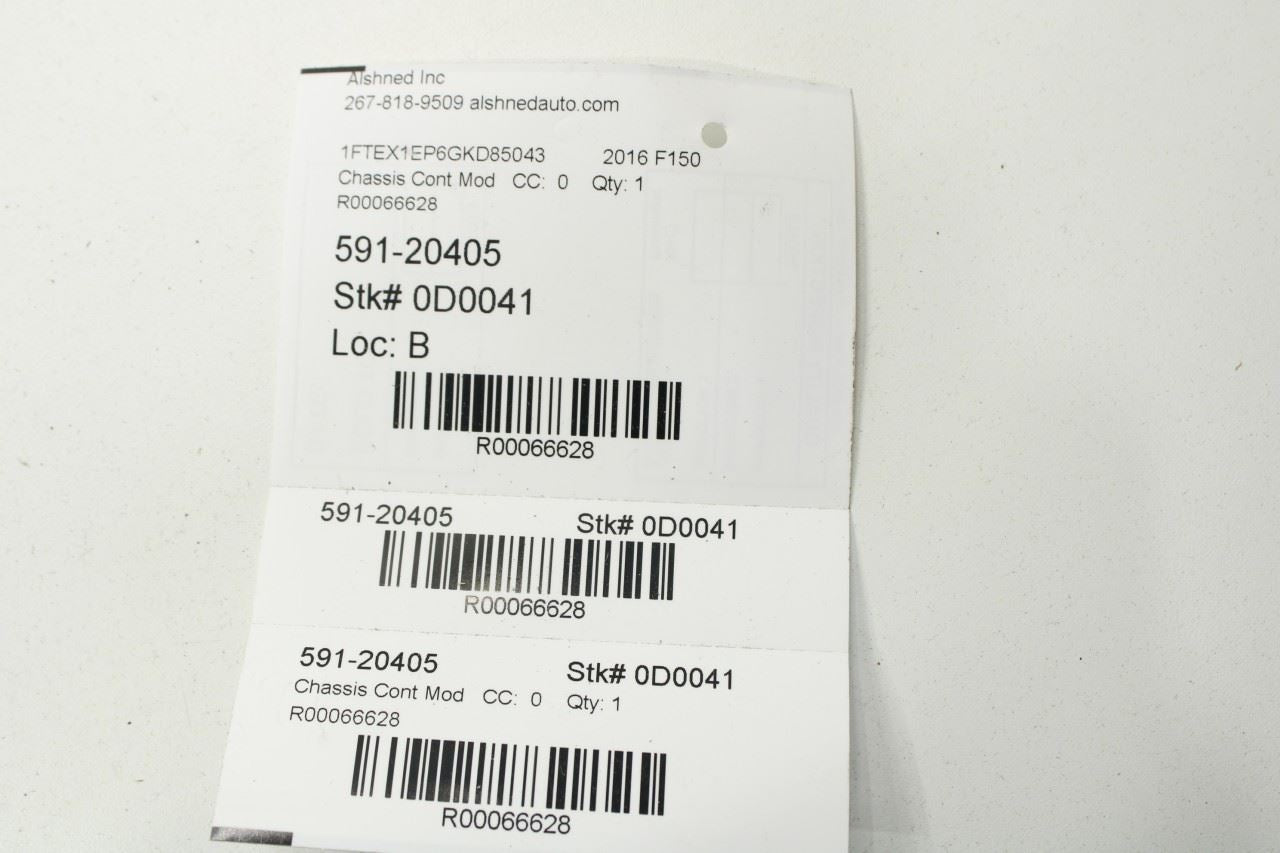 Alshned Inc
267-818-9509 alshnedauto.com
1FTEX1EP6GKD85043 2016 F150
Chassis Cont Mod CC: 0 Qty: 1
R00066628
591-20405
Stk# 0D0041
Loc: B
R00066628
591-20405 Stk# 0D0041
R00066628
591-20405 Stk# 0D0041
Chassis Cont Mod CC: 0 Qty: 1
R00066628
R00066628